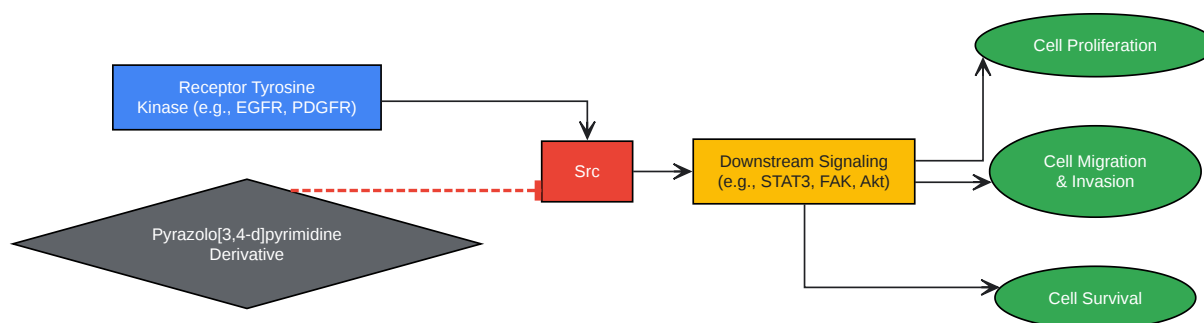 Receptor Tyrosine
Kinase (e.g., EGFR, PDGFR)
Pyrazolo[3,4-d]pyrimidine
Derivative
Src
Downstream Signaling
(e.g., STAT3, FAK, Akt)
Cell Proliferation
Cell Migration
& Invasion
Cell Survival